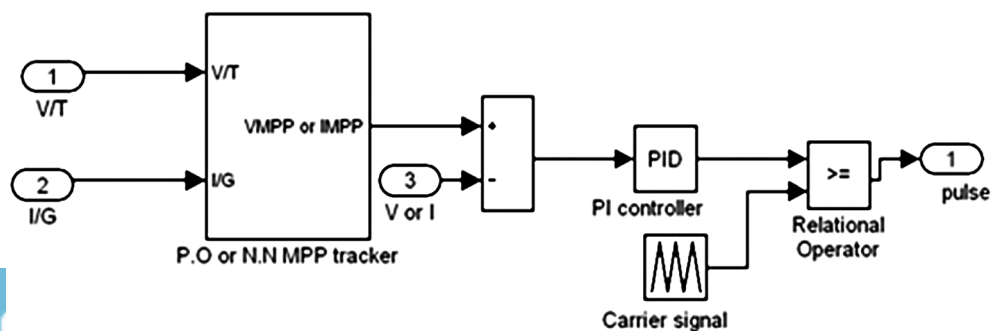 1
V/T
2
I/G
V/T
I/G
VMPP or IMPP
P.O or N.N MPP tracker
3
V or I
+
-
PID
PI controller
Carrier signal
>=
Relational
Operator
1
pulse